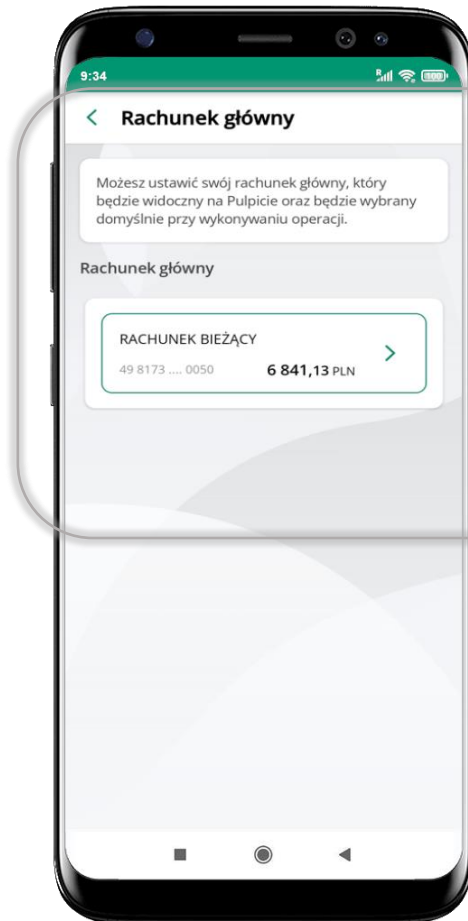 9:34
Rachunek główny
Możesz ustawić swój rachunek główny, który
będzie widoczny na Pulpicie oraz będzie wybrany
domyślnie przy wykonywaniu operacji.
Rachunek główny
RACHUNEK BIEŻĄCY
49 8173 .... 0050 6 841,13 PLN